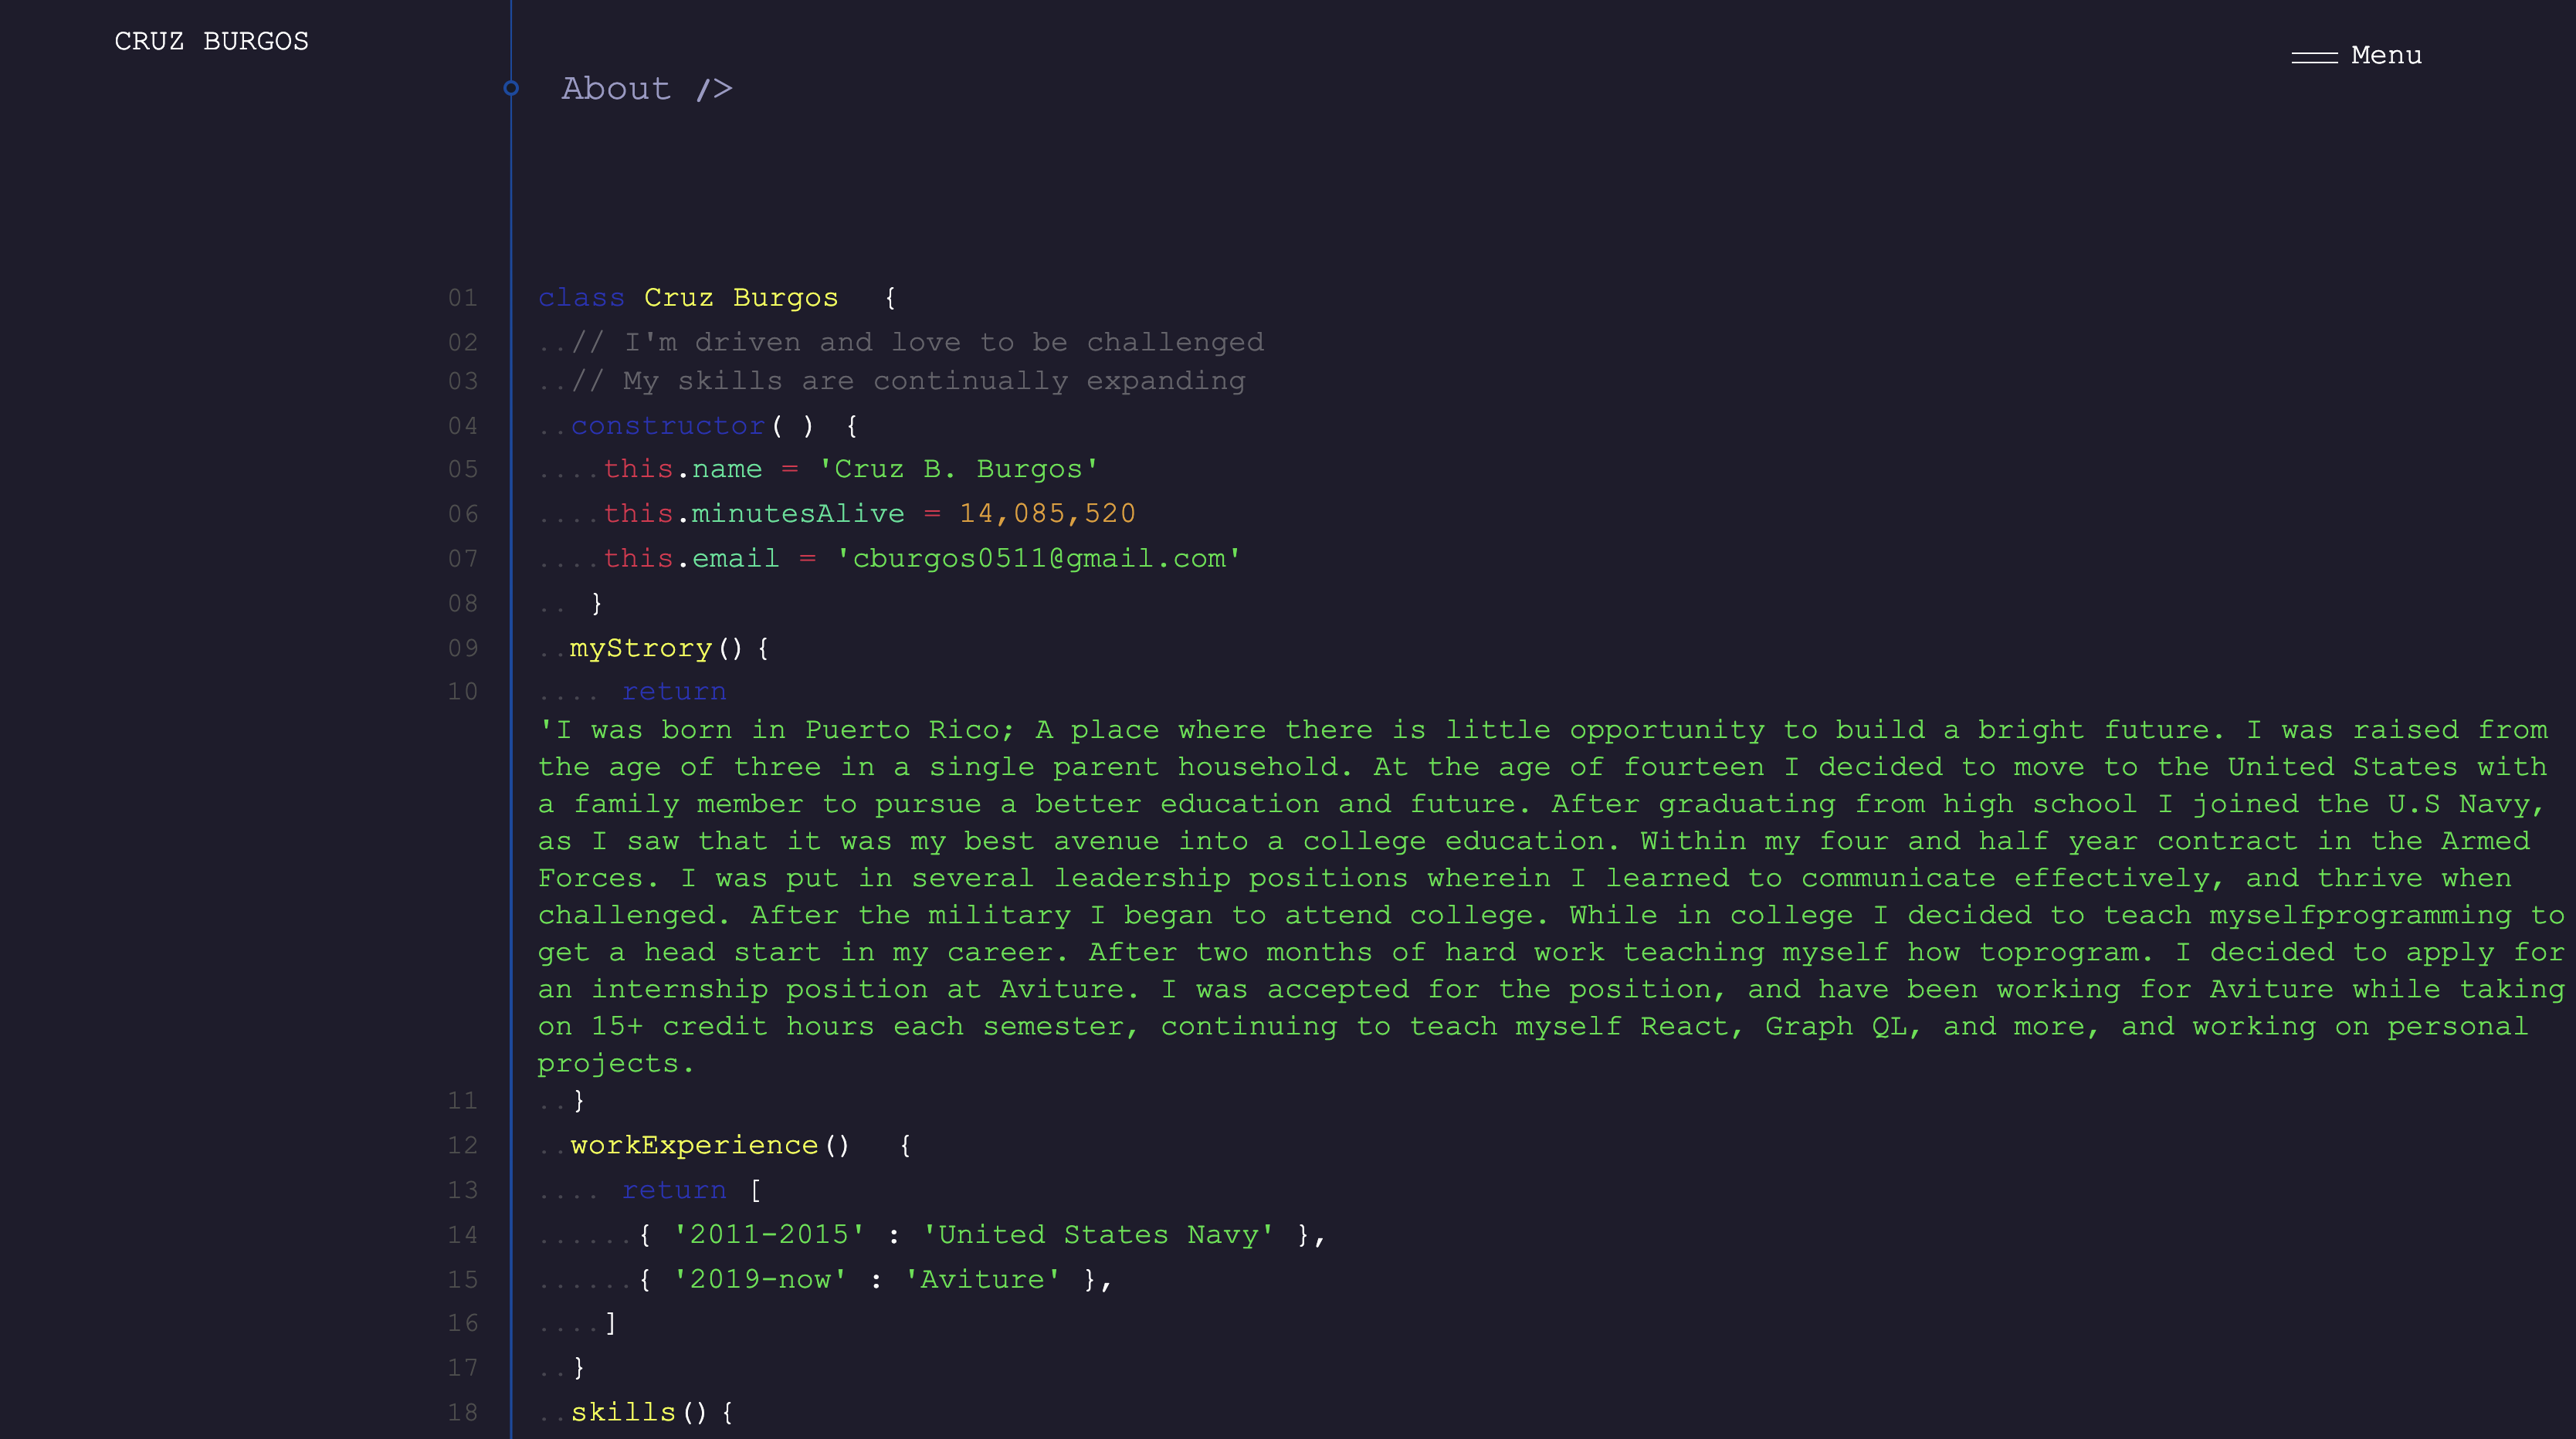 CRUZ BURGOS
Menu
About />
01 class Cruz Burgos {
02 ..// I'm driven and love to be challenged
03 ..// My skills are continually expanding
04 ..constructor( ) {
05 ....this.name = 'Cruz B. Burgos'
06 ....this.minutesAlive = 14,085,520
07 ....this.email = 'cburgos0511@gmail.com'
08 .. }
09 ..myStrory() {
10 .... return
'I was born in Puerto Rico; A place where there is little opportunity to build a bright future. I was raised from
the age of three in a single parent household. At the age of fourteen I decided to move to the United States with
a family member to pursue a better education and future. After graduating from high school I joined the U.S Navy,
as I saw that it was my best avenue into a college education. Within my four and half year contract in the Armed
Forces. I was put in several leadership positions wherein I learned to communicate effectively, and thrive when
challenged. After the military I began to attend college. While in college I decided to teach myselfprogramming to
get a head start in my career. After two months of hard work teaching myself how toprogram. I decided to apply for
an internship position at Aviture. I was accepted for the position, and have been working for Aviture while taking
on 15+ credit hours each semester, continuing to teach myself React, Graph QL, and more, and working on personal
projects.
11 ..}
12 ..workExperience() {
13 .... return [
14 ......{ '2011-2015' : 'United States Navy' },
15 ......{ '2019-now' : 'Aviture' },
16 ....]
17 ..}
18 ..skills() {